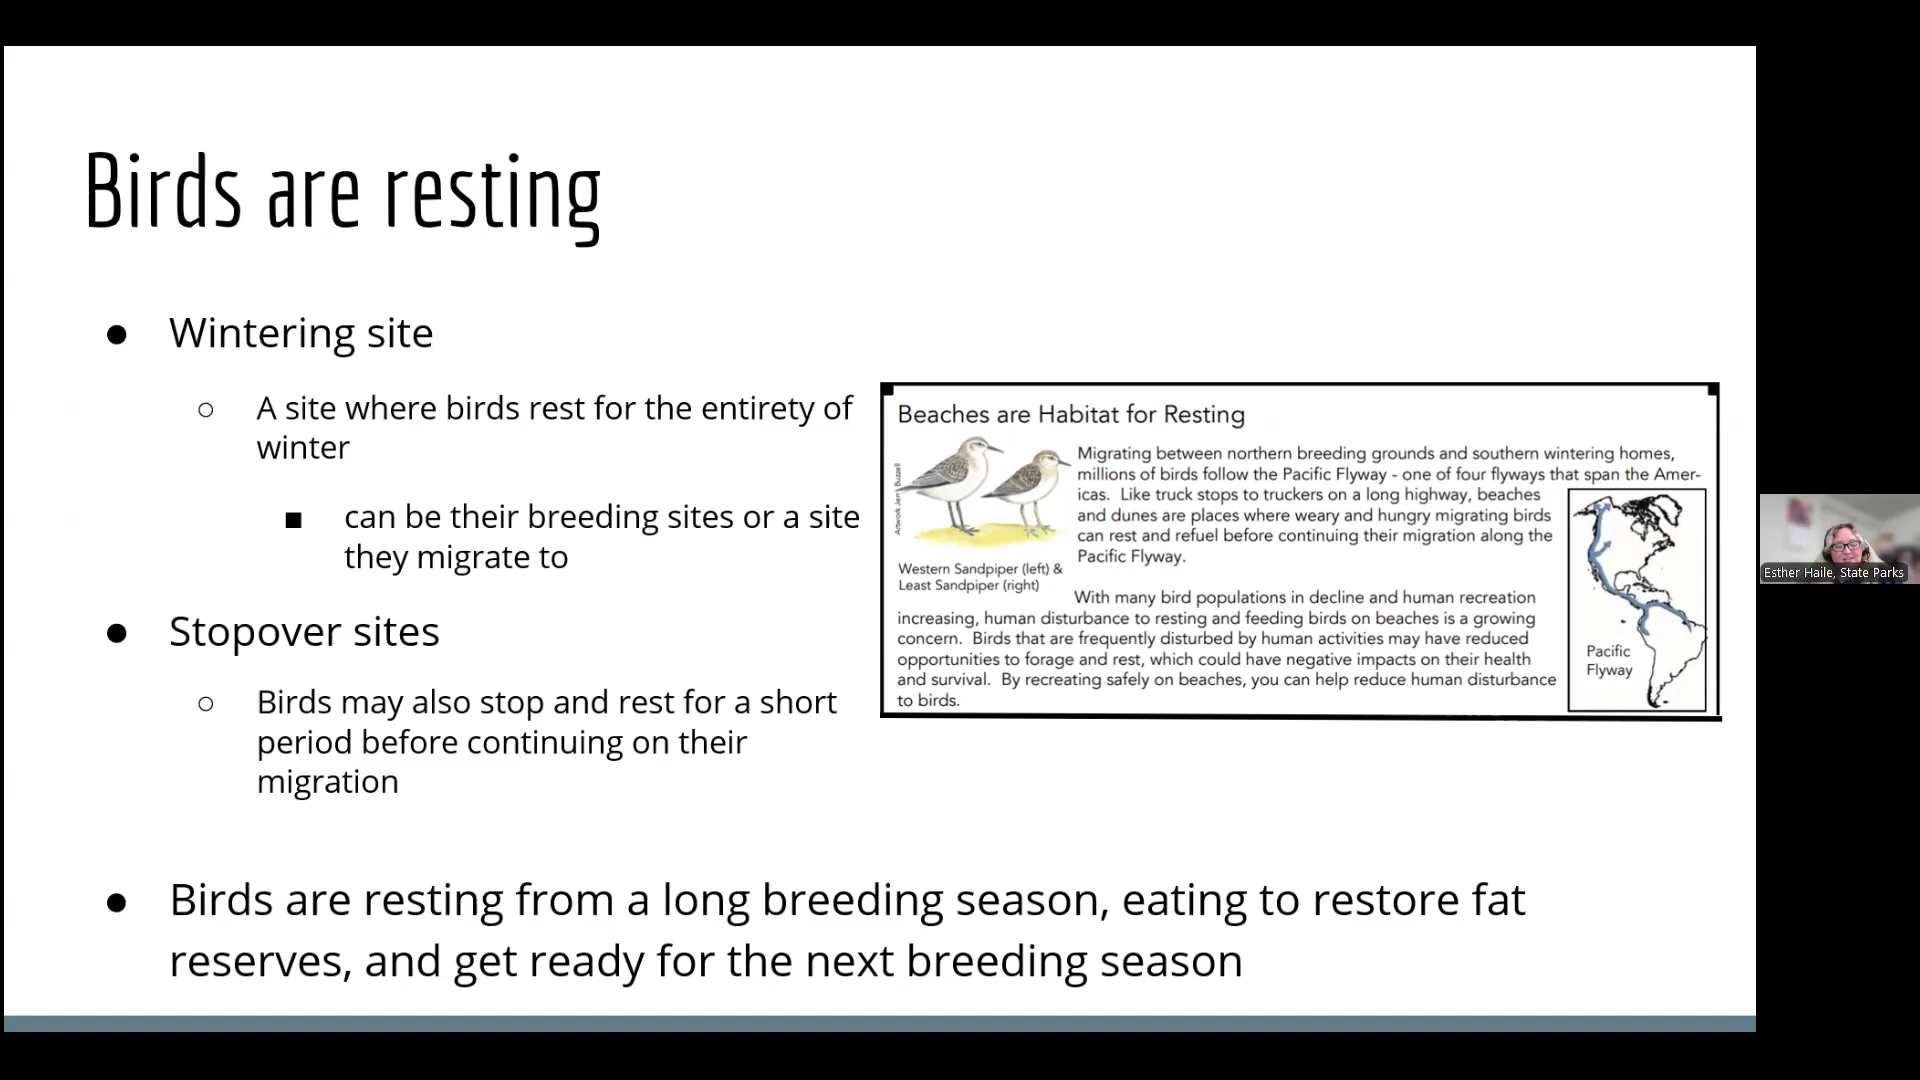 Birds are resting
● Wintering site
○ A site where birds rest for the entirety of
winter
■ can be their breeding sites or a site
they migrate to
● Stopover sites
○ Birds may also stop and rest for a short
period before continuing on their
migration
● Birds are resting from a long breeding season, eating to restore fat
reserves, and get ready for the next breeding season
Beaches are Habitat for Resting
Artwork Jerri Buzzell
Western Sandpiper (left) &
Least Sandpiper (right)
Migrating between northern breeding grounds and southern wintering homes,
millions of birds follow the Pacific Flyway - one of four flyways that span the Amer-
icas. Like truck stops to truckers on a long highway, beaches
and dunes are places where weary and hungry migrating birds
can rest and refuel before continuing their migration along the
Pacific Flyway.
With many bird populations in decline and human recreation
increasing, human disturbance to resting and feeding birds on beaches is a growing
concern. Birds that are frequently disturbed by human activities may have reduced
opportunities to forage and rest, which could have negative impacts on their health
and survival. By recreating safely on beaches, you can help reduce human disturbance
to birds.
Pacific
Flyway
Esther Haile, State Parks